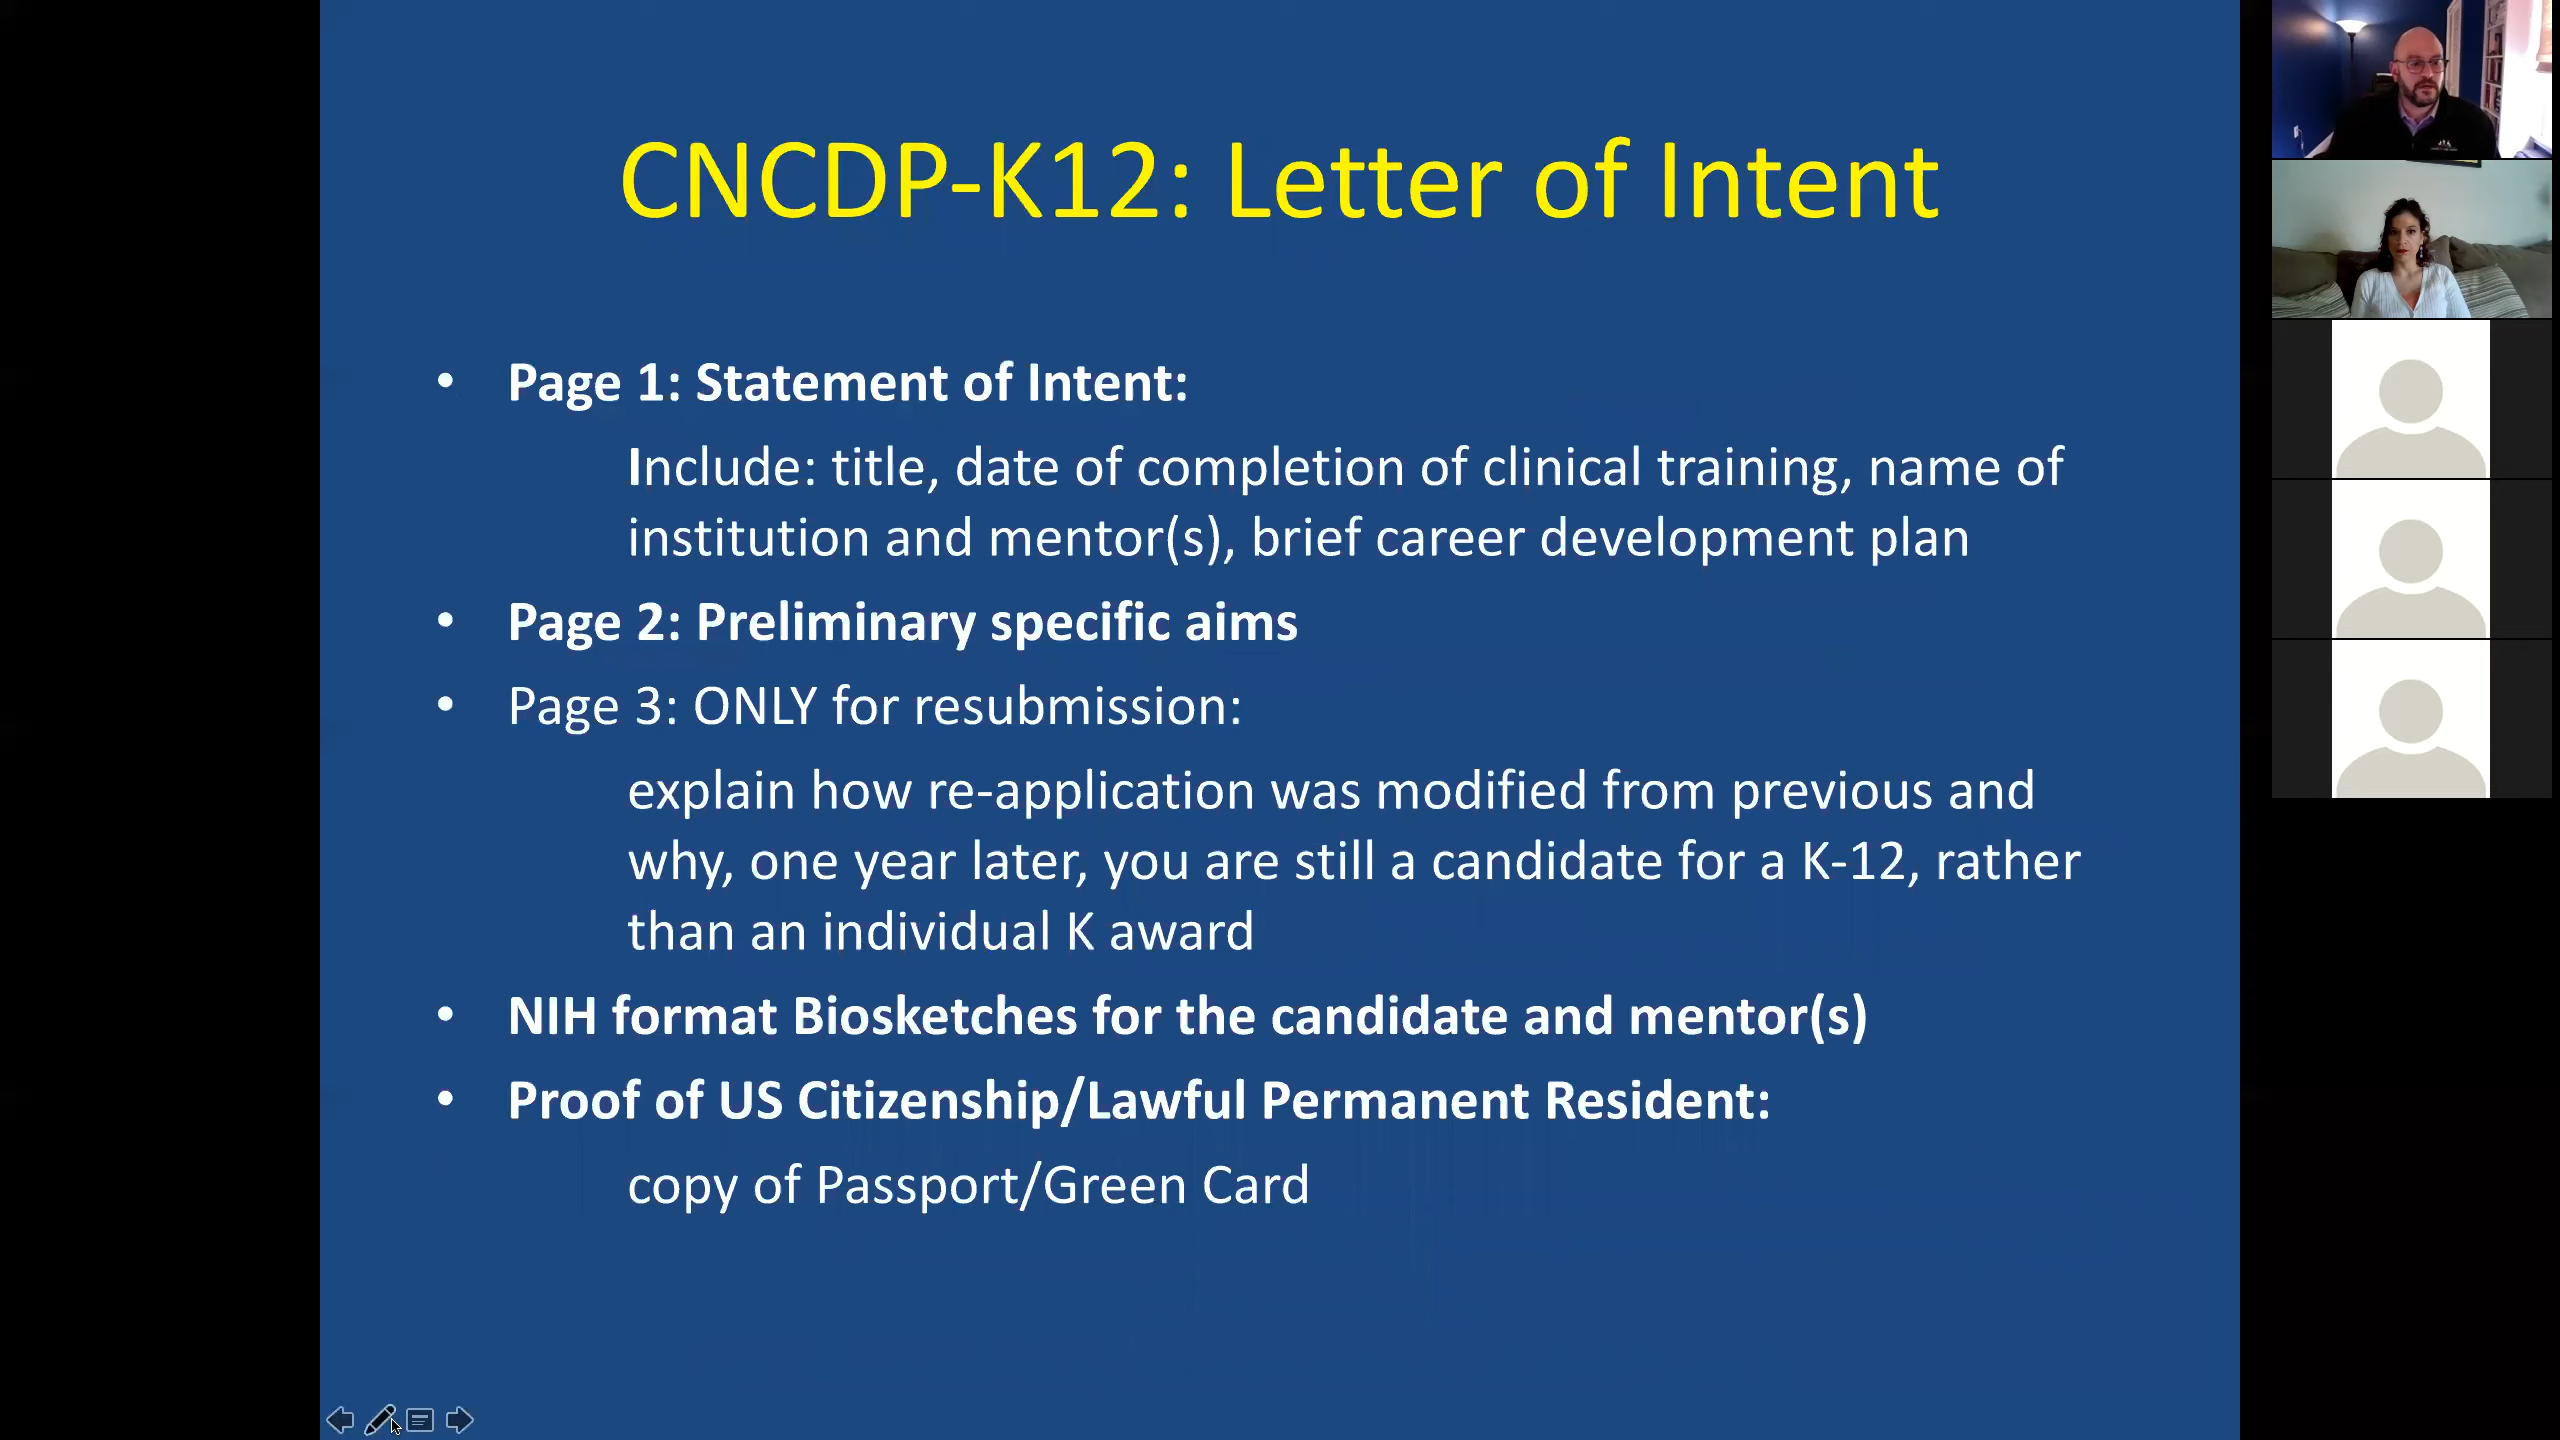 CNCDP-K12: Letter of Intent
• Page 1: Statement of Intent:
Include: title, date of completion of clinical training, name of
institution and mentor(s), brief career development plan
• Page 2: Preliminary specific aims
• Page 3: ONLY for resubmission:
explain how re-application was modified from previous and
why, one year later, you are still a candidate for a K-12, rather
than an individual K award
• NIH format Biosketches for the candidate and mentor(s)
• Proof of US Citizenship/Lawful Permanent Resident:
copy of Passport/Green Card